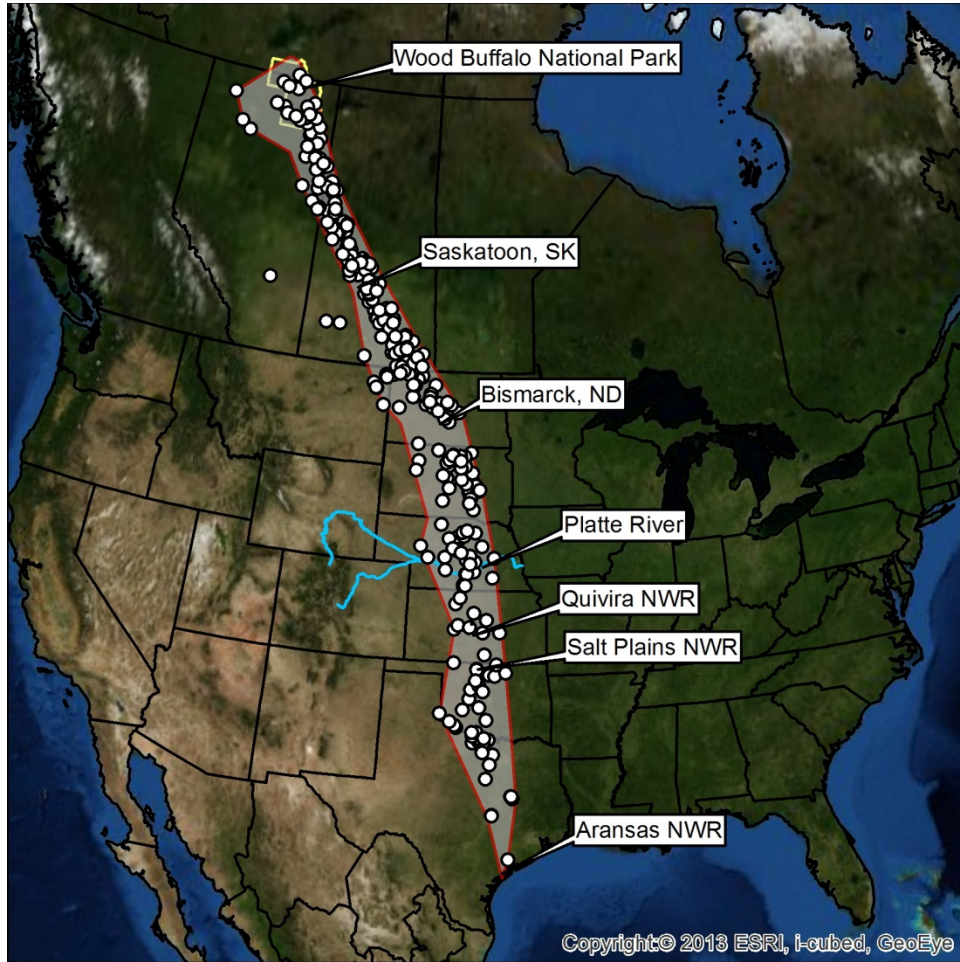 Wood Buffalo National Park
Saskatoon, SK
Bismarck, ND
Platte River
Quivira NWR
Salt Plains NWR
Aransas NWR
Copyright:© 2013 ESRI, i-cubed, GeoEye